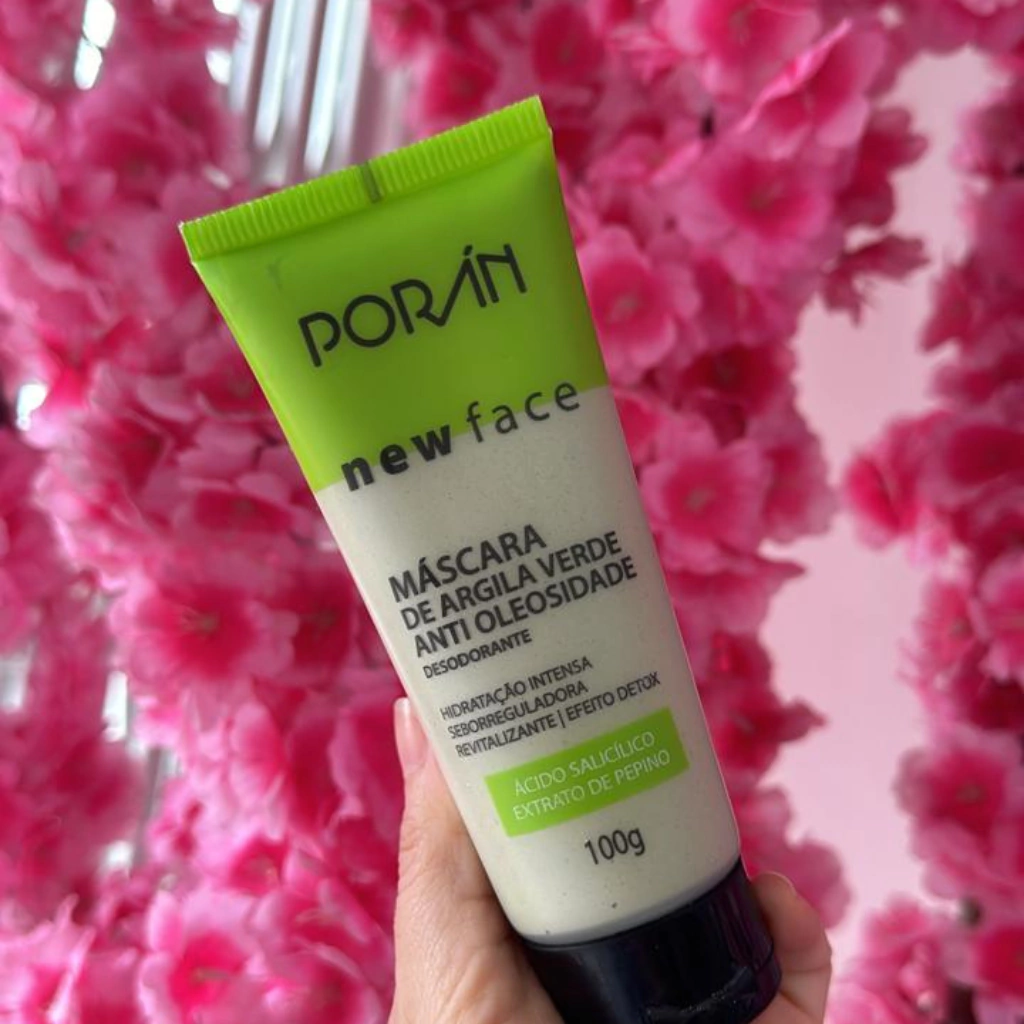 PORÁN
new face
MÁSCARA
DE ARGILA VERDE
ANTI OLEOSIDADE
DESODORANTE
HIDRATAÇÃO INTENSA
SEBORREGULADORA
REVITALIZANTE | EFEITO DETOX
ÁCIDO SALICÍLICO
EXTRATO DE PEPINO
100g